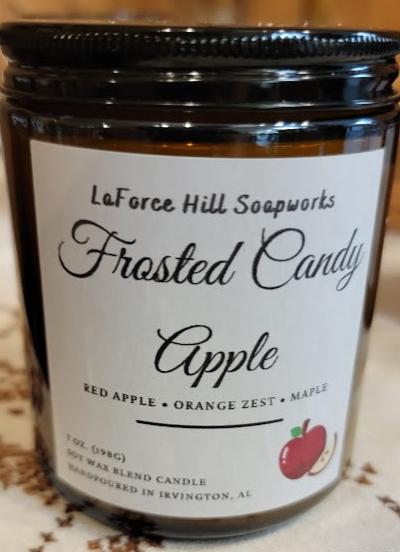 LaForce Hill Soapworks
Frosted Candy
Apple
RED APPLE • ORANGE ZEST • MAPLE
7 OZ. (198G)
SOY WAX BLEND CANDLE
HANDPOURED IN IRVINGTON, AL